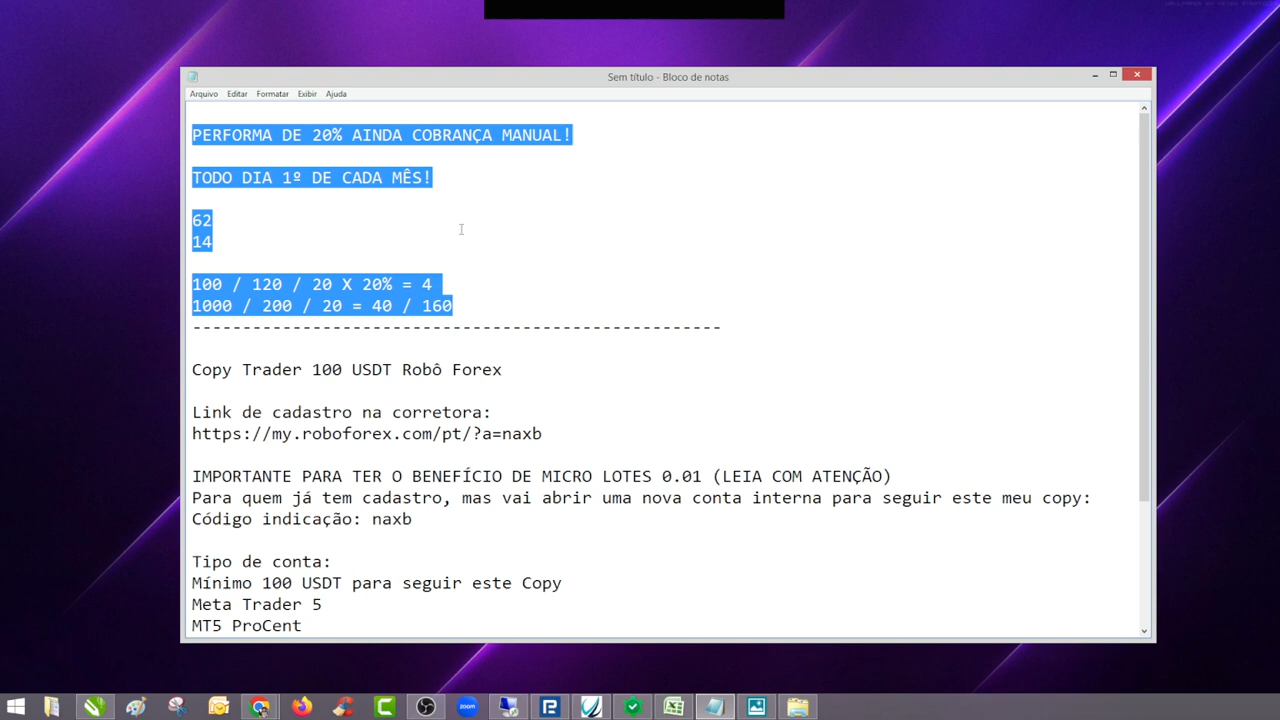 Sem título - Bloco de notas
Arquivo Editar Formatar Exibir Ajuda
PERFORMA DE 20% AINDA COBRANÇA MANUAL!
TODO DIA 1º DE CADA MÊS!
62
14
100 / 120 / 20 X 20% = 4
1000 / 200 / 20 = 40 / 160
----------------------------------------------------- 
Copy Trader 100 USDT Robô Forex
Link de cadastro na corretora:
https://my.roboforex.com/pt/?a=naxb
IMPORTANTE PARA TER O BENEFÍCIO DE MICRO LOTES 0.01 (LEIA COM ATENÇÃO)
Para quem já tem cadastro, mas vai abrir uma nova conta interna para seguir este meu copy:
Código indicação: naxb
Tipo de conta:
Mínimo 100 USDT para seguir este Copy
Meta Trader 5
MT5 ProCent
zoom